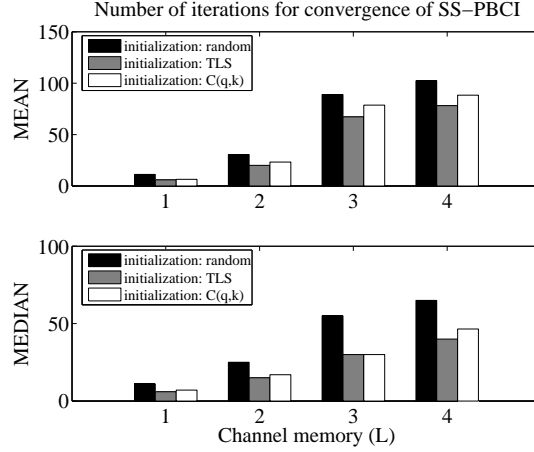 Number of iterations for convergence of SS−PBCI
150
100
50
0
MEAN
initialization: random
initialization: TLS
initialization: C(q,k)
1 2 3 4
100
50
0
MEDIAN
initialization: random
initialization: TLS
initialization: C(q,k)
1 2 3 4
Channel memory (L)